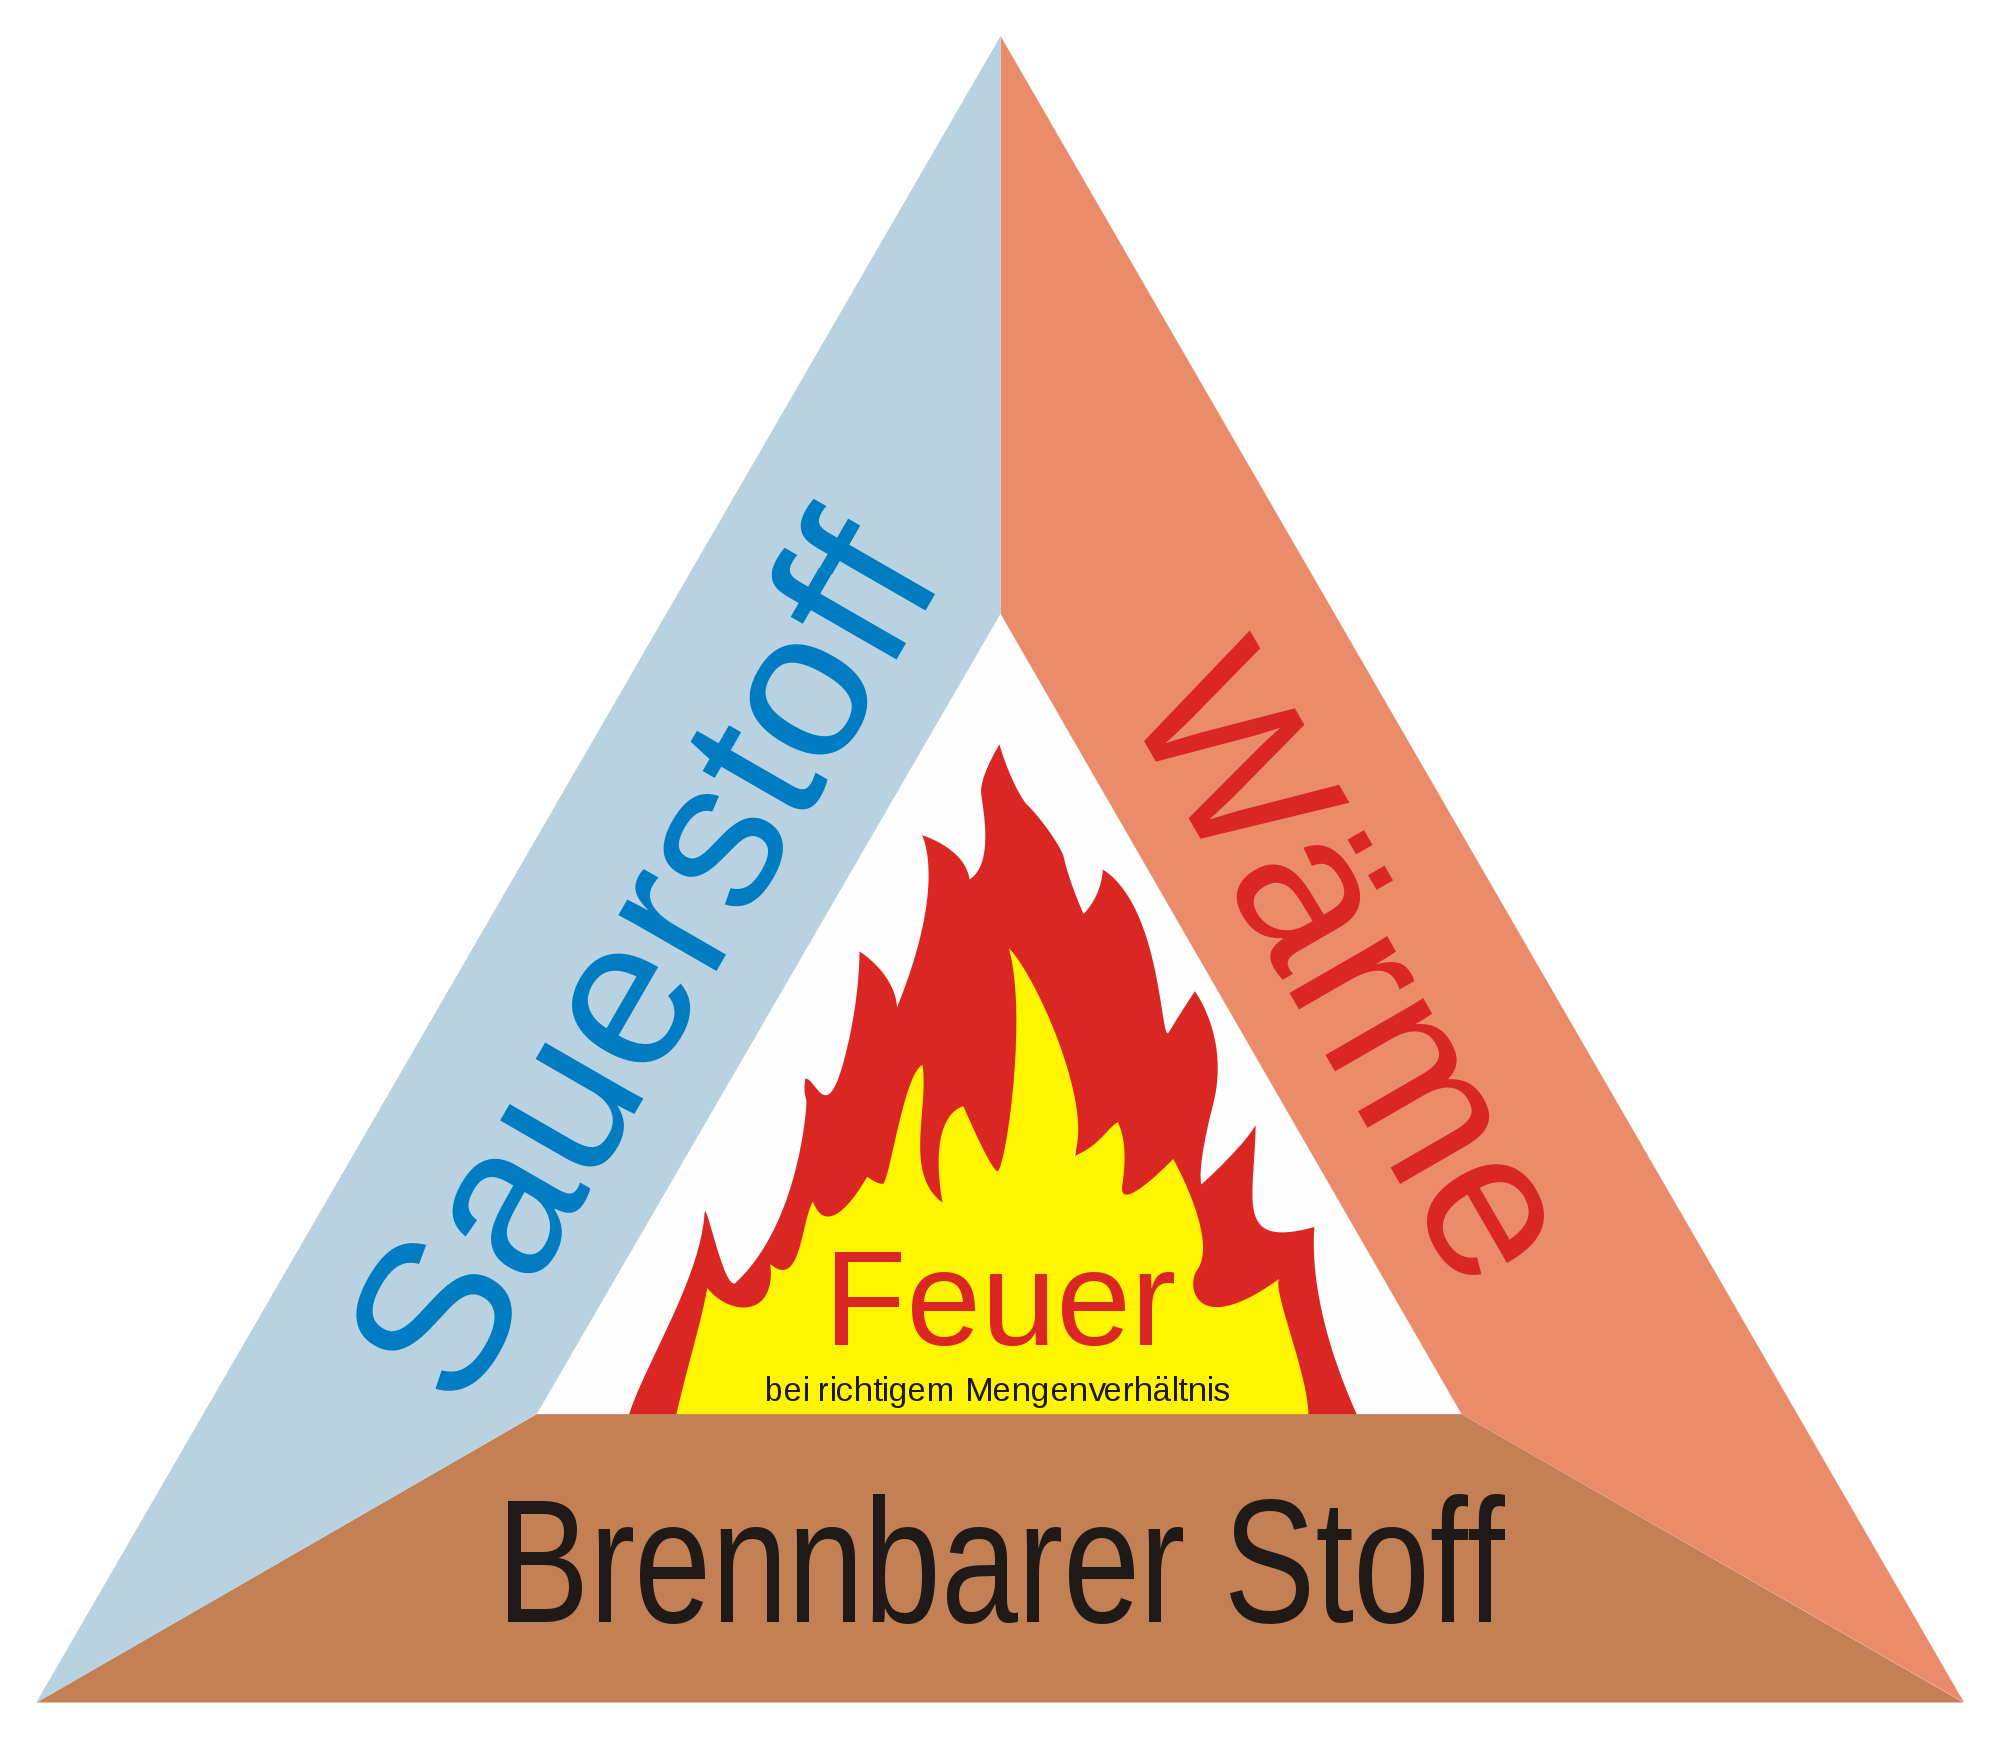 Sauerstoff
Wärme
Feuer
bei richtigem Mengenverhältnis
Brennbarer Stoff